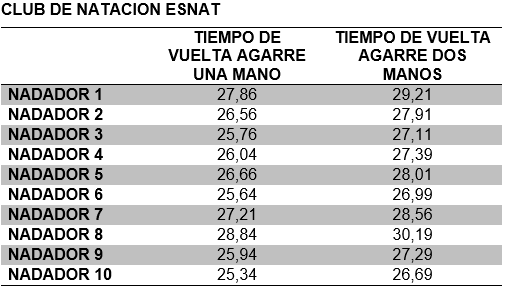 CLUB DE NATACION ESNAT
TIEMPO DE VUELTA AGARRE UNA MANO TIEMPO DE VUELTA AGARRE DOS MANOS
NADADOR 1 27,86 29,21
NADADOR 2 26,56 27,91
NADADOR 3 25,76 27,11
NADADOR 4 26,04 27,39
NADADOR 5 26,66 28,01
NADADOR 6 25,64 26,99
NADADOR 7 27,21 28,56
NADADOR 8 28,84 30,19
NADADOR 9 25,94 27,29
NADADOR 10 25,34 26,69